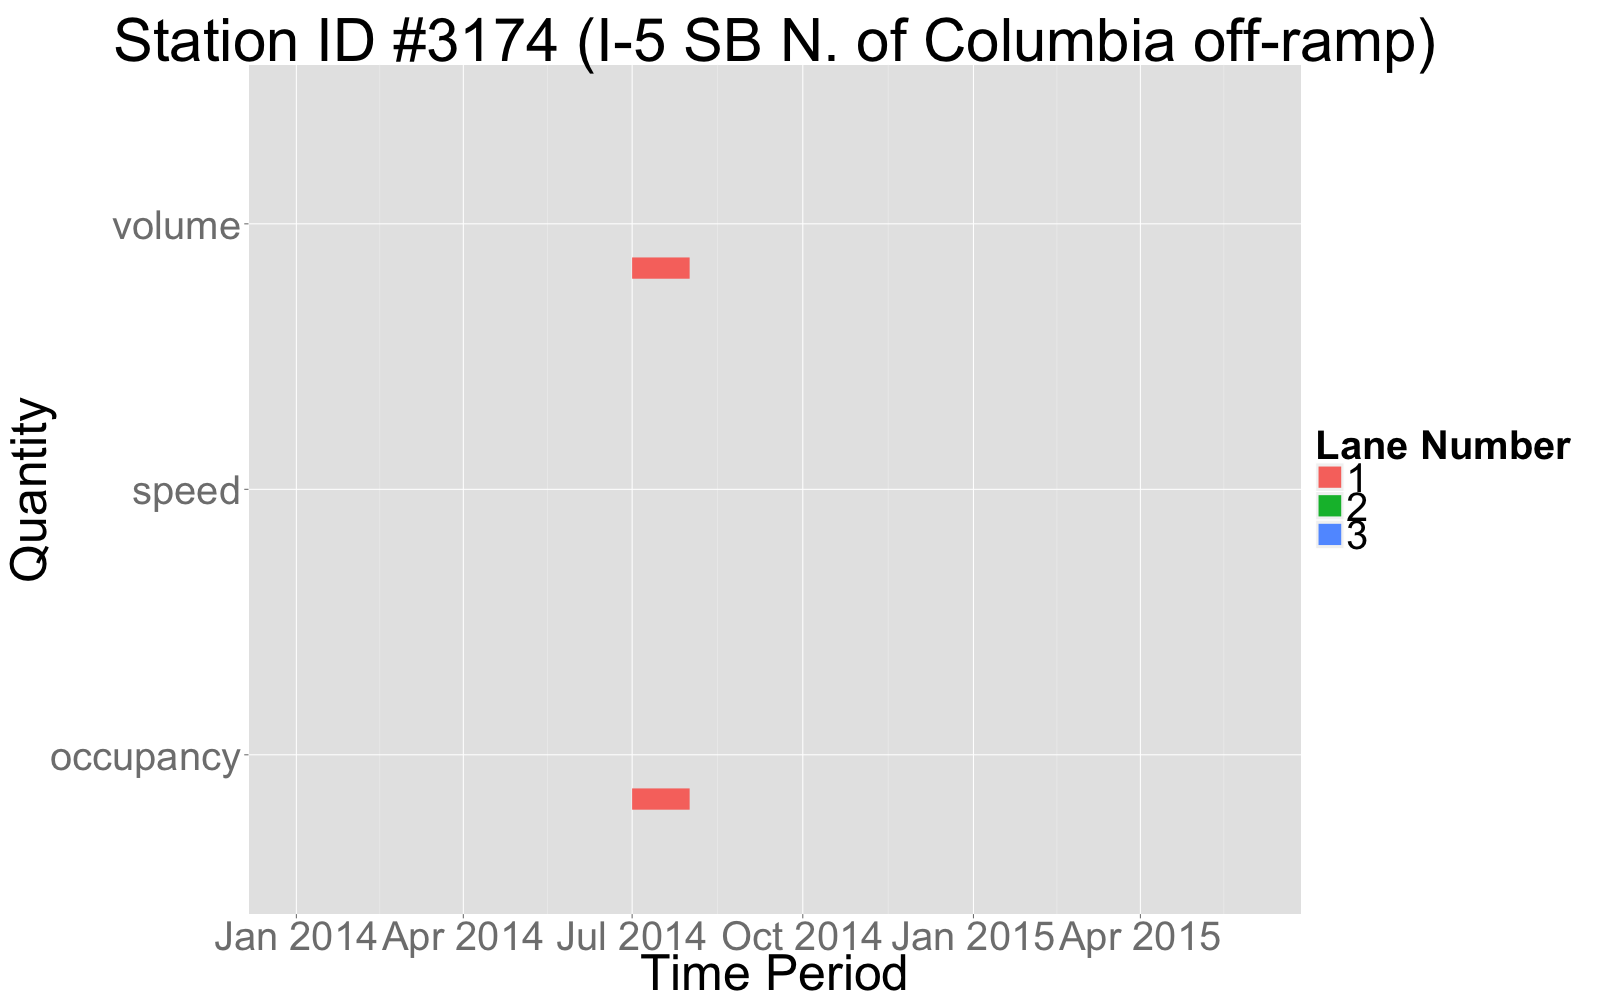 Station ID #3174 (I-5 SB N. of Columbia off-ramp)
Quantity
volume
speed
occupancy
Jan 2014 Apr 2014 Jul 2014 Oct 2014 Jan 2015 Apr 2015
Time Period
Lane Number
1
2
3